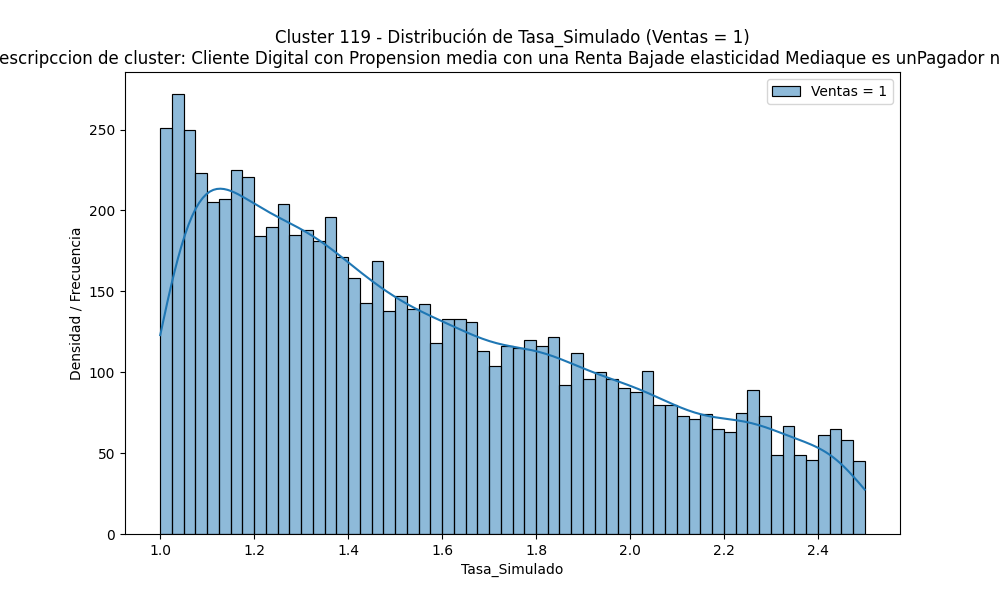 Cluster 119 - Distribución de Tasa_Simulado (Ventas = 1)
escripccion de cluster: Cliente Digital con Propension media con una Renta Bajade elasticidad Mediaque es unPagador n
Ventas = 1
Densidad / Frecuencia
250
200
150
100
50
0
1.0 1.2 1.4 1.6 1.8 2.0 2.2 2.4
Tasa_Simulado